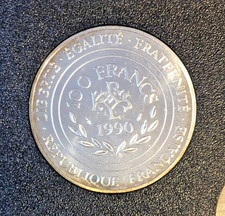 LIBERTÉ · ÉGALITÉ · FRATERNITÉ
100 FRANCS
1990
RÉPUBLIQUE FRANÇAISE